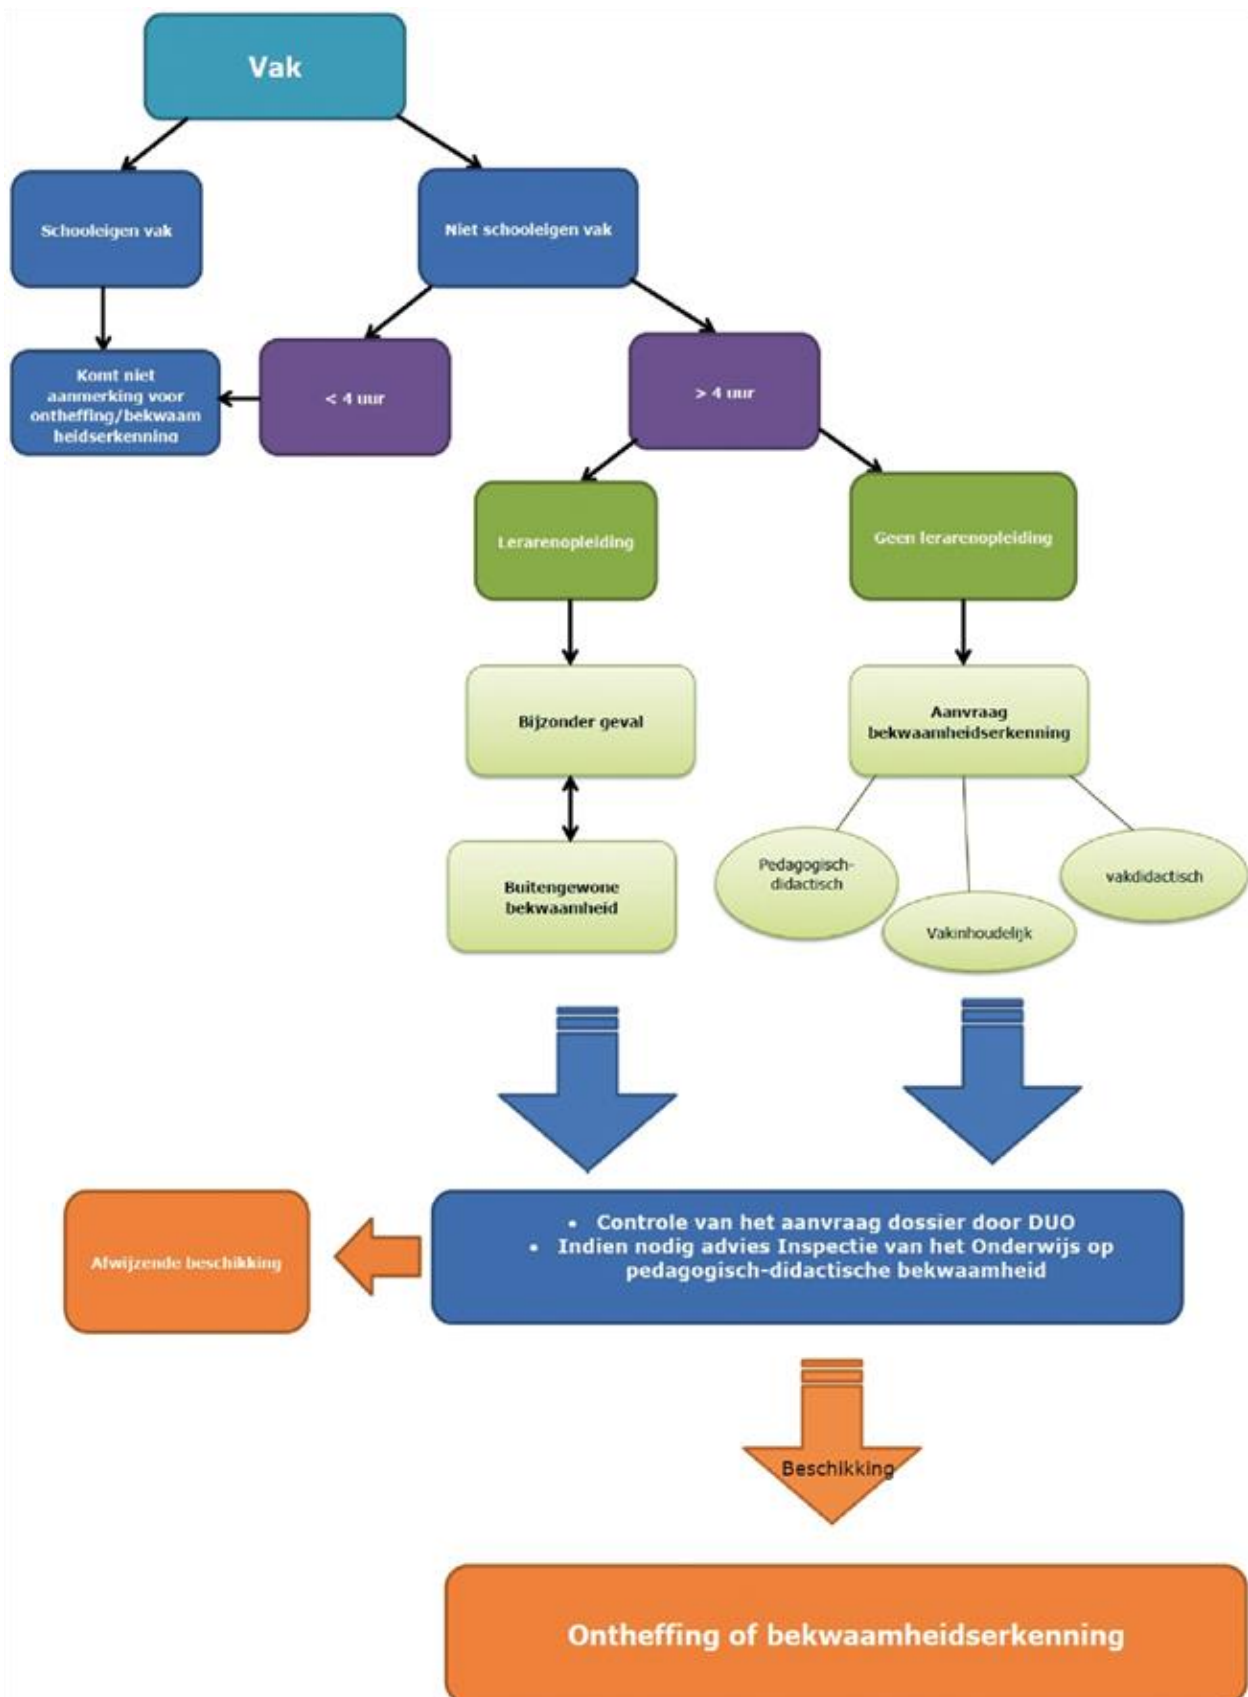 Vak
Schooleigen vak
Niet schooleigen vak
Komt niet
aanmerking voor
ontheffing/bekwaam
heidserkenning
< 4 uur
> 4 uur
Lerarenopleiding
Geen lerarenopleiding
Bijzonder geval
Aanvraag
bekwaamheidserkenning
Buitengewone
bekwaamheid
Pedagogisch-
didactisch
Vakinhoudelijk
vakdidactisch
• Controle van het aanvraag dossier door DUO
• Indien nodig advies Inspectie van het Onderwijs op
pedagogisch-didactische bekwaamheid
Afwijzende beschikking
Beschikking
Ontheffing of bekwaamheidserkenning